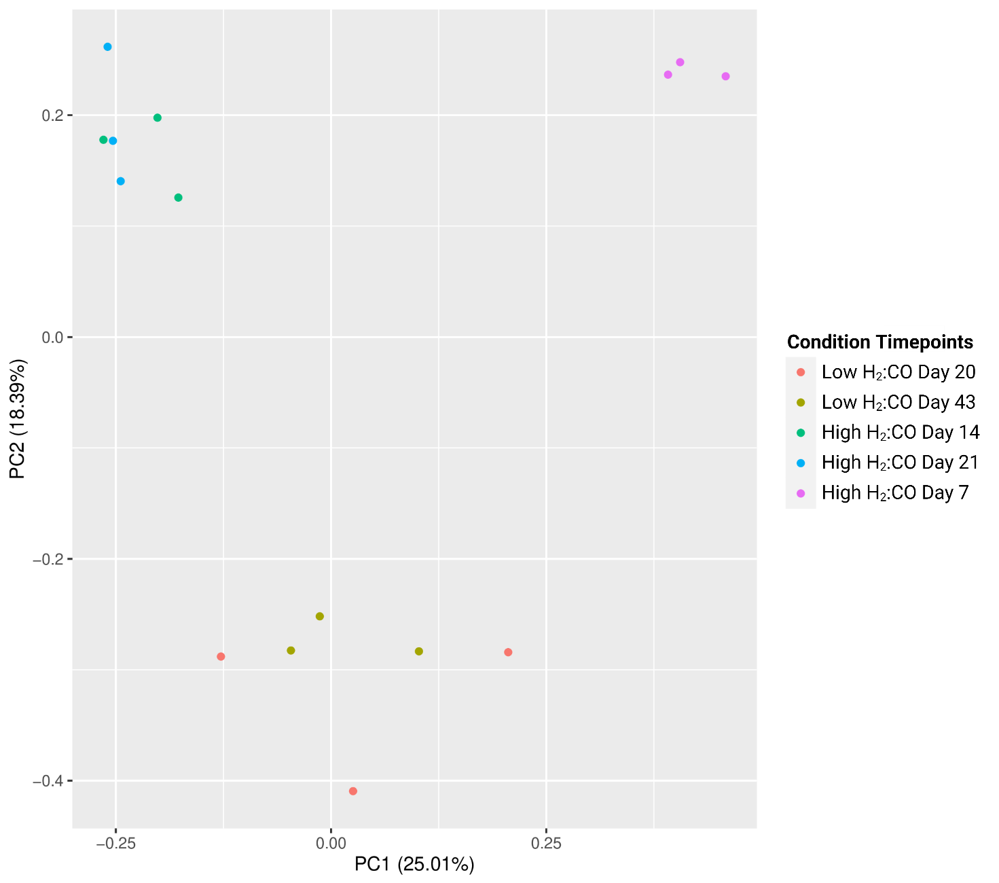 0.2
0.0
−0.2
−0.4
PC2 (18.39%)
−0.25
0.00
0.25
PC1 (25.01%)
Condition Timepoints
Low H₂:CO Day 20
Low H₂:CO Day 43
High H₂:CO Day 14
High H₂:CO Day 21
High H₂:CO Day 7